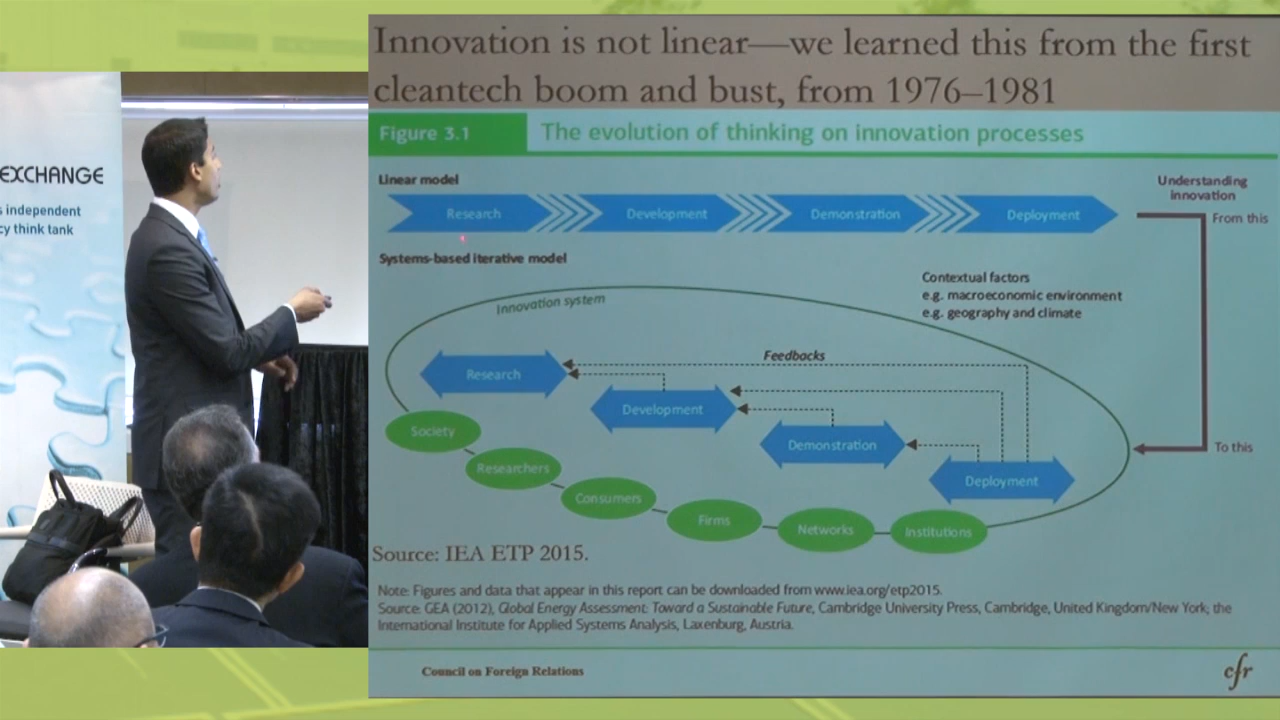 EXCHANGE
s independent
cy think tank
Innovation is not linear—we learned this from the first
cleantech boom and bust, from 1976–1981
Figure 3.1
The evolution of thinking on innovation processes
Linear model
Understanding
innovation
Research
Development
Demonstration
Deployment
From this
Systems-based iterative model
Contextual factors
e.g. macroeconomic environment
e.g. geography and climate
Innovation system
Feedbacks
Research
Development
Society
Demonstration
To this
Researchers
Deployment
Consumers
Firms
Networks
Institutions
Source: IEA ETP 2015.
Note: Figures and data that appear in this report can be downloaded from www.iea.org/etp2015.
Source: GEA (2012), Global Energy Assessment: Toward a Sustainable Future, Cambridge University Press, Cambridge, United Kingdom/New York; the
International Institute for Applied Systems Analysis, Laxenburg, Austria.
Council on Foreign Relations
cfr